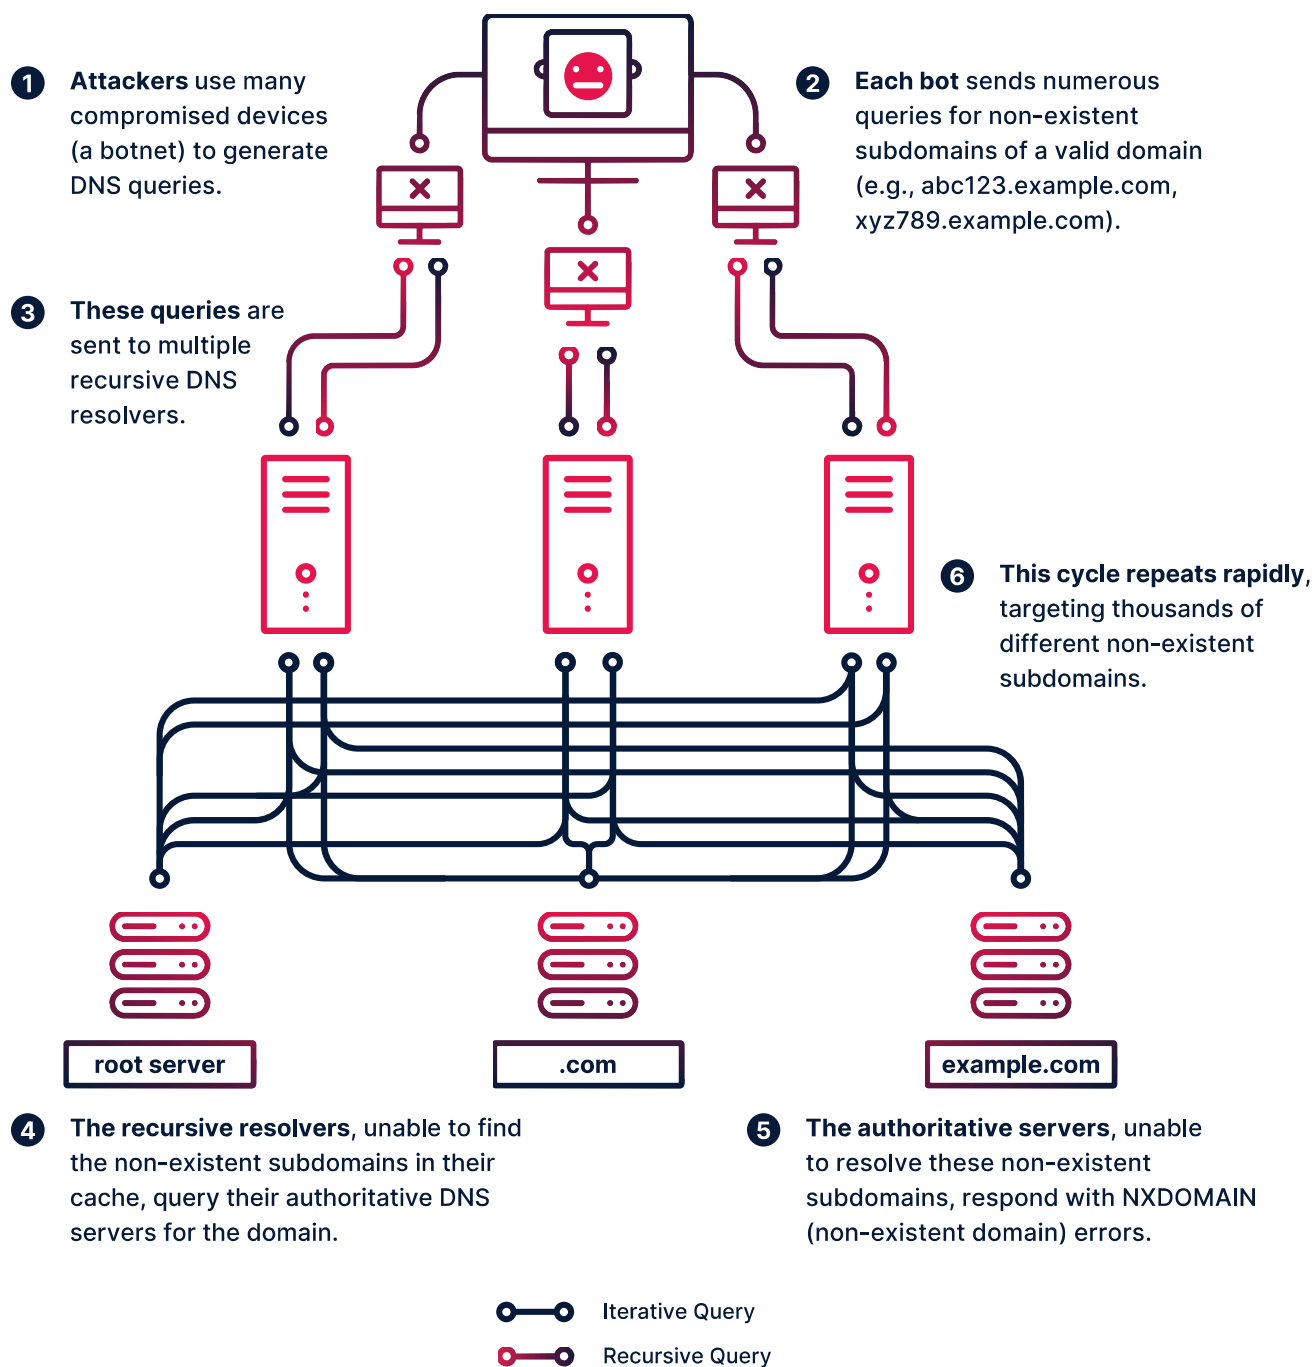 1 Attackers use many
compromised devices
(a botnet) to generate
DNS queries.
2 Each bot sends numerous
queries for non-existent
subdomains of a valid domain
(e.g., abc123.example.com,
xyz789.example.com).
3 These queries are
sent to multiple
recursive DNS
resolvers.
6 This cycle repeats rapidly,
targeting thousands of
different non-existent
subdomains.
root server
.com
example.com
4 The recursive resolvers, unable to find
the non-existent subdomains in their
cache, query their authoritative DNS
servers for the domain.
5 The authoritative servers, unable
to resolve these non-existent
subdomains, respond with NXDOMAIN
(non-existent domain) errors.
Iterative Query
Recursive Query